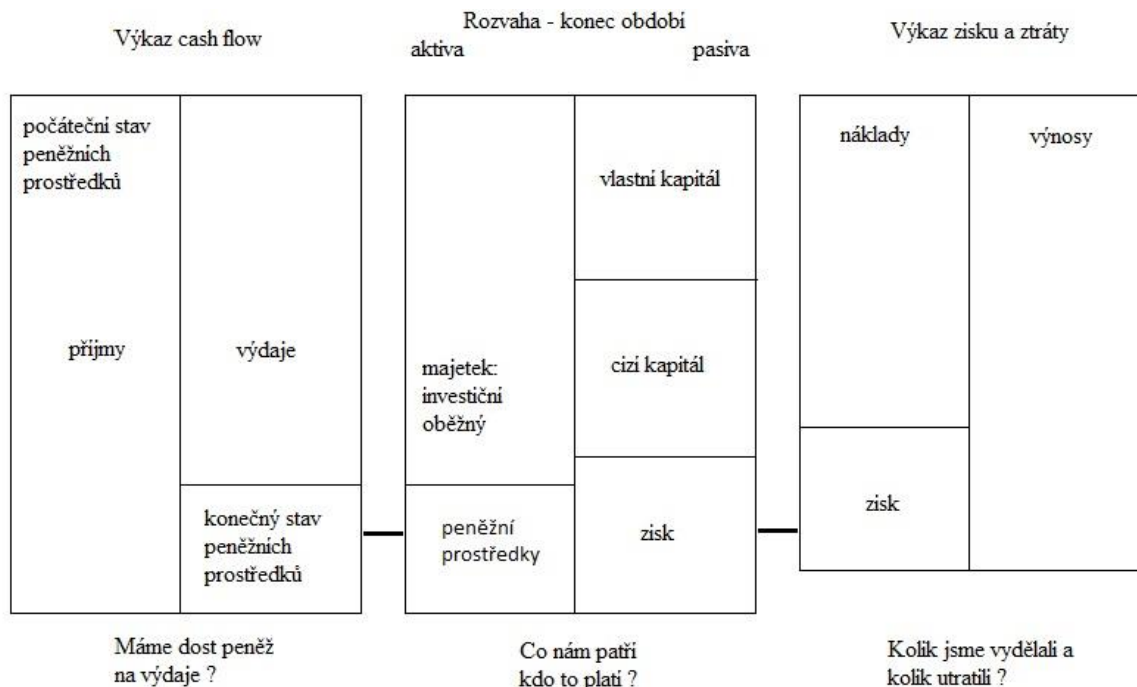 Výkaz cash flow
Rozvaha - konec období
aktiva
pasiva
Výkaz zisku a ztráty
počáteční stav
peněžních
prostředků
příjmy
výdaje
konečný stav
peněžních
prostředků
majetek:
investiční
oběžný
peněžní
prostředky
vlastní kapitál
cizí kapitál
zisk
náklady
zisk
výnosy
Máme dost peněž
na výdaje ?
Co nám patří
kdo to platí ?
Kolik jsme vydělali a
kolik utratili ?